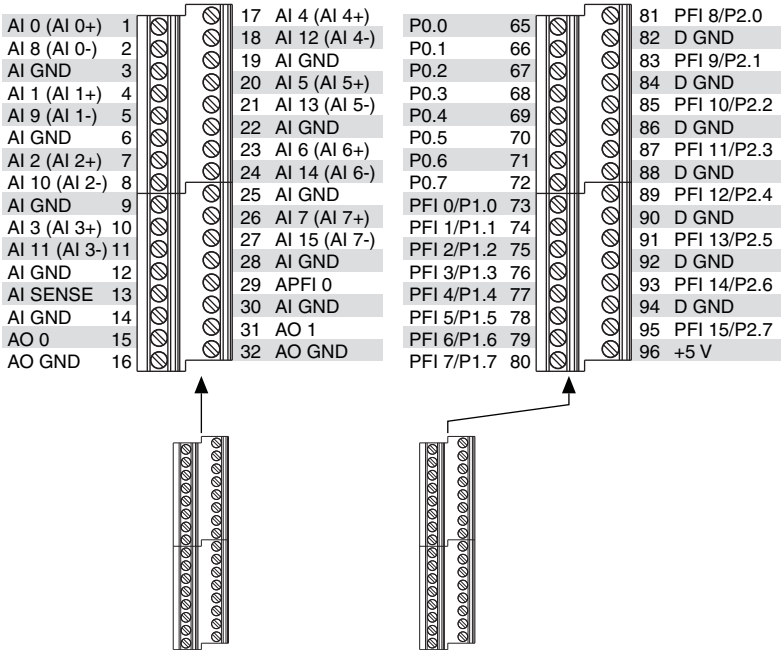 AI 0 (AI 0+) 1
AI 8 (AI 0-) 2
AI GND 3
AI 1 (AI 1+) 4
AI 9 (AI 1-) 5
AI GND 6
AI 2 (AI 2+) 7
AI 10 (AI 2-) 8
AI GND 9
AI 3 (AI 3+) 10
AI 11 (AI 3-) 11
AI GND 12
AI SENSE 13
AI GND 14
AO 0 15
AO GND 16
17 AI 4 (AI 4+)
18 AI 12 (AI 4-)
19 AI GND
20 AI 5 (AI 5+)
21 AI 13 (AI 5-)
22 AI GND
23 AI 6 (AI 6+)
24 AI 14 (AI 6-)
25 AI GND
26 AI 7 (AI 7+)
27 AI 15 (AI 7-)
28 AI GND
29 APFI 0
30 AI GND
31 AO 1
32 AO GND
P0.0 65
P0.1 66
P0.2 67
P0.3 68
P0.4 69
P0.5 70
P0.6 71
P0.7 72
PFI 0/P1.0 73
PFI 1/P1.1 74
PFI 2/P1.2 75
PFI 3/P1.3 76
PFI 4/P1.4 77
PFI 5/P1.5 78
PFI 6/P1.6 79
PFI 7/P1.7 80
81 PFI 8/P2.0
82 D GND
83 PFI 9/P2.1
84 D GND
85 PFI 10/P2.2
86 D GND
87 PFI 11/P2.3
88 D GND
89 PFI 12/P2.4
90 D GND
91 PFI 13/P2.5
92 D GND
93 PFI 14/P2.6
94 D GND
95 PFI 15/P2.7
96 +5 V